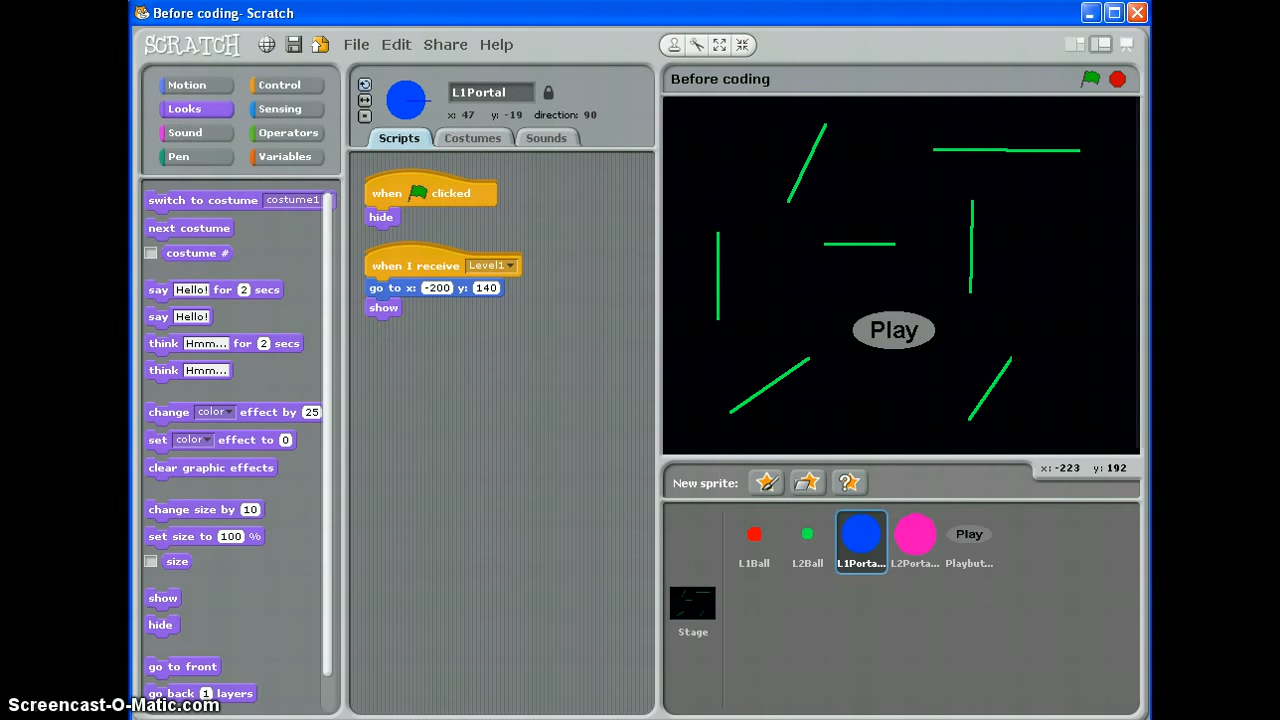 Before coding- Scratch
SCRATCH File Edit Share Help
Motion Control
Looks Sensing
Sound Operators
Pen Variables
switch to costume costume1
next costume
costume #
say Hello! for 2 secs
say Hello!
think Hmm... for 2 secs
think Hmm...
change color effect by 25
set color effect to 0
clear graphic effects
change size by 10
set size to 100 %
size
show
hide
go to front
go back 1 layers
L1Portal
x: 47 y: -19 direction: 90
Scripts Costumes Sounds
when clicked
hide
when I receive Level1
go to x: -200 y: 140
show
Before coding
Play
x: -223 y: 192
New sprite:
Play
L1Ball L2Ball L1Porta... L2Porta... Playbut...
Stage
Screencast-O-Matic.com